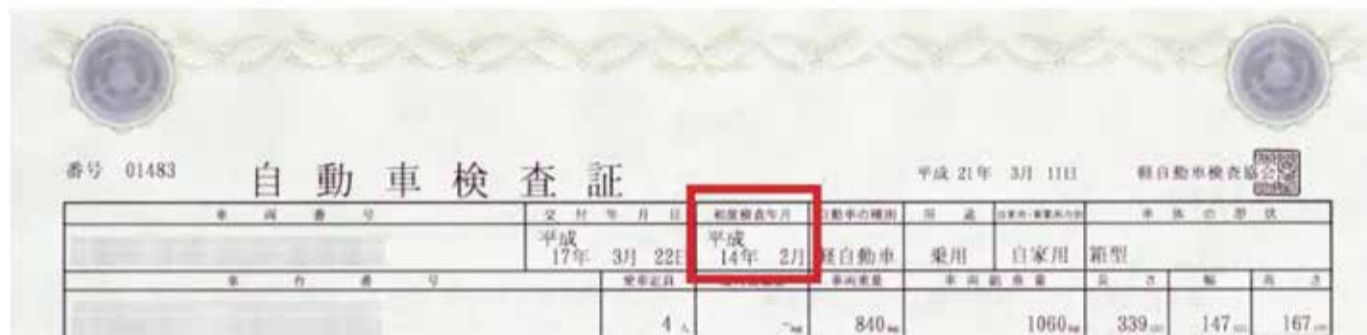 番号 01483 自動車検査証 平成 21年 3月 11日 軽自動車検査協会
車両番号 交付年月日 初度検査年月 自動車の種別 用途 自家用・事業用の別 車体の形状
平成 平成
17年 3月 22日 14年 2月 軽自動車 乗用 自家用 箱型
車台番号 乗車定員 車両重量 車両総重量 長さ 幅 高さ
4人 -kg 840kg 1060kg 339cm 147cm 167cm